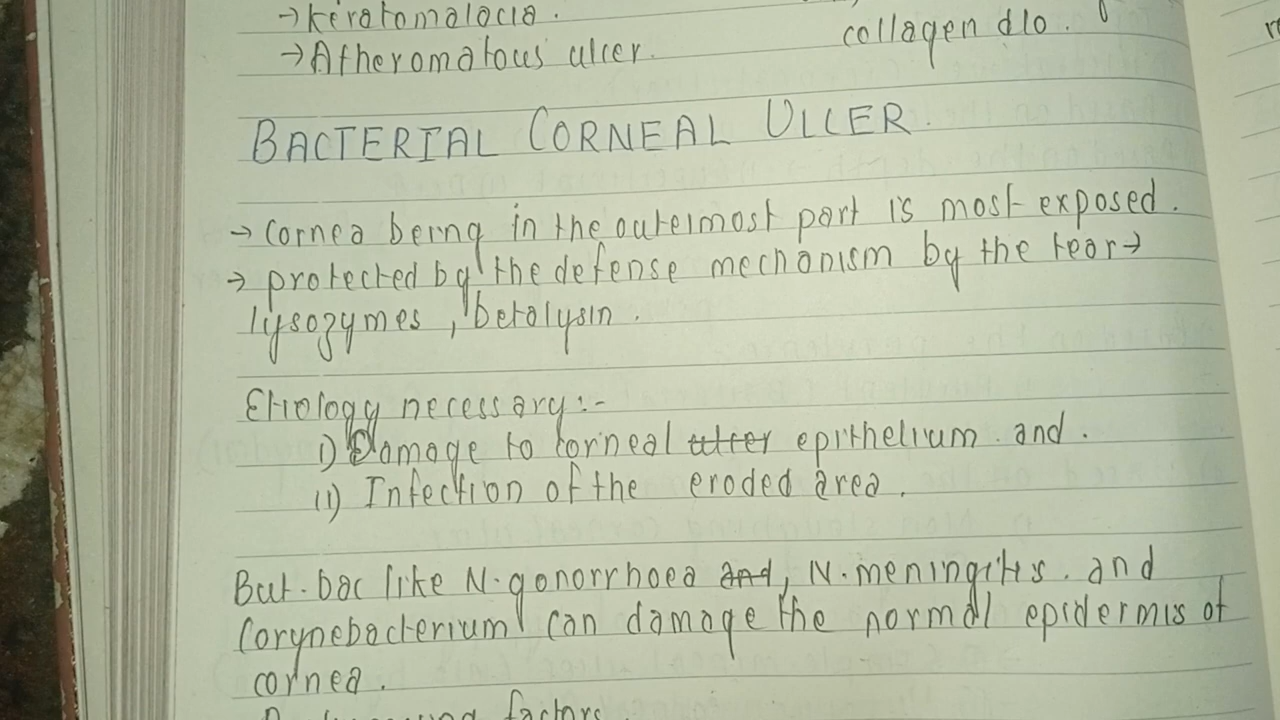 → Keratomalacia.
→ Atheromatous ulcer.
collagen d/o.
BACTERIAL CORNEAL ULCER.
→ Cornea being in the outermost part is most exposed.
→ protected by the defense mechanism by the tear →
lysozymes, betalysin.
Etiology necessary :-
i) Damage to corneal ulcer epithelium. and.
ii) Infection of the eroded area.
But. bac like N. gonorrhoea and, N. meningitis. and
Corynebacterium can damage the normal epidermis of
cornea.
factors.